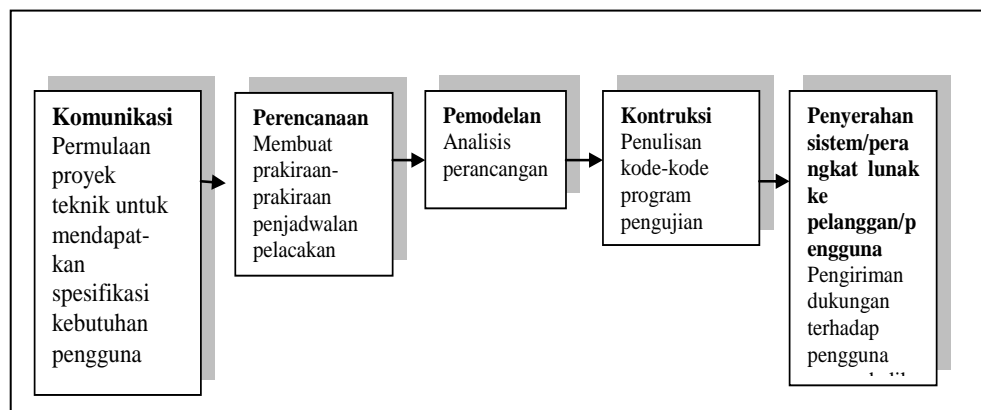 Komunikasi
Permulaan
proyek
teknik untuk
mendapat-
kan
spesifikasi
kebutuhan
pengguna
Perencanaan
Membuat
prakiraan-
prakiraan
penjadwalan
pelacakan
Pemodelan
Analisis
perancangan
Kontruksi
Penulisan
kode-kode
program
pengujian
Penyerahan
sistem/pera
ngkat lunak
ke
pelanggan/p
engguna
Pengiriman
dukungan
terhadap
pengguna